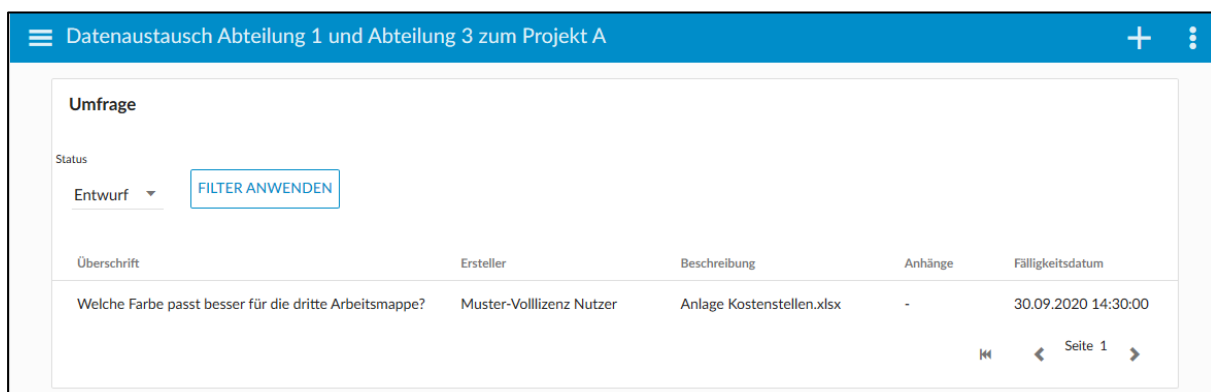 Datenaustausch Abteilung 1 und Abteilung 3 zum Projekt A
Umfrage
Status
Entwurf
FILTER ANWENDEN
Überschrift Ersteller Beschreibung Anhänge Fälligkeitsdatum
Welche Farbe passt besser für die dritte Arbeitsmappe? Muster-Volllizenz Nutzer Anlage Kostenstellen.xlsx - 30.09.2020 14:30:00
Seite 1